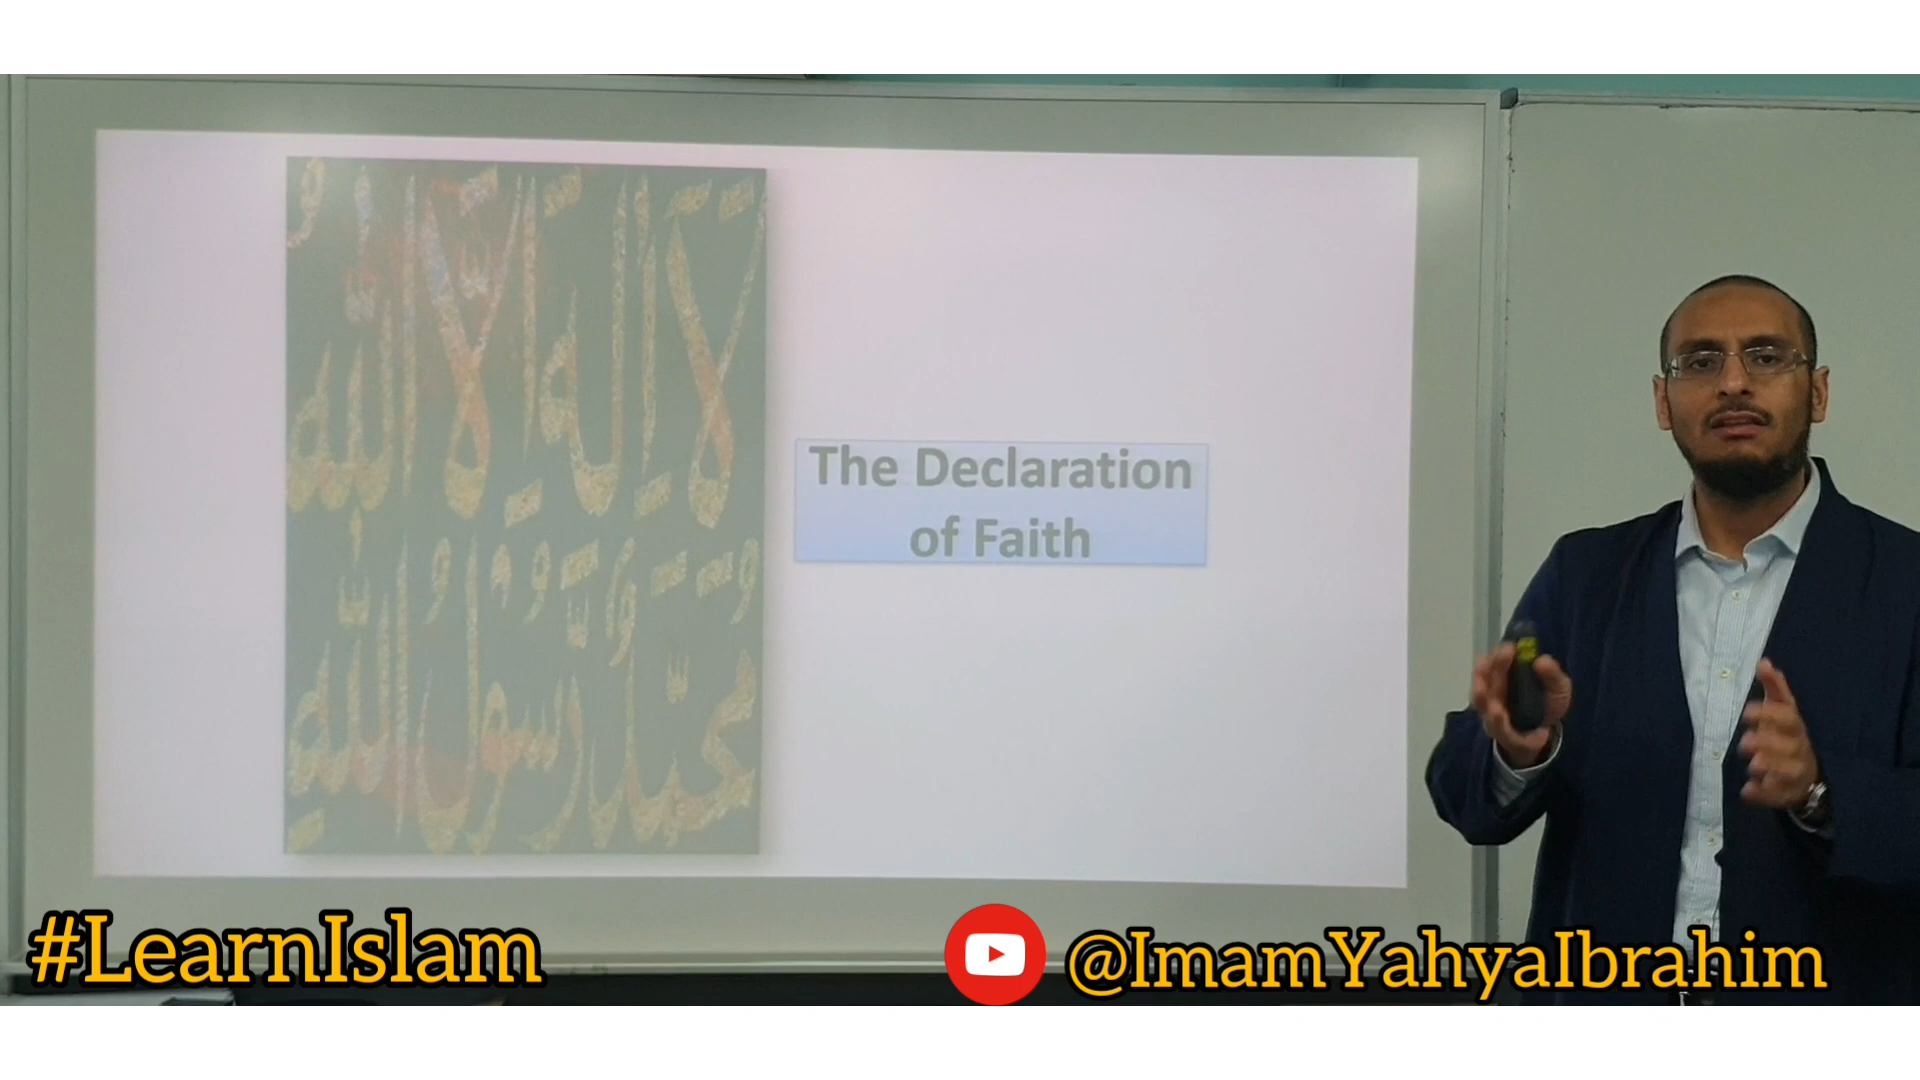 لا إله إلا الله
محمد رسول الله
The Declaration
of Faith
#LearnIslam
@ImamYahyaIbrahim